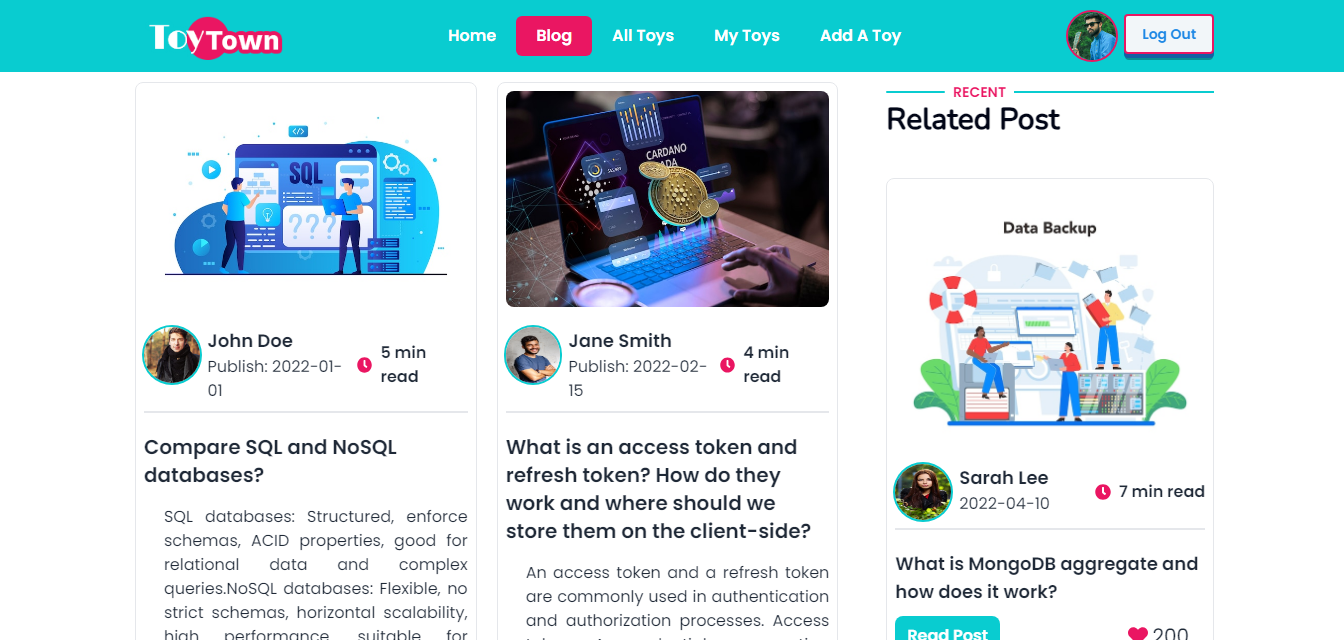 ToyTown
Home
Blog
All Toys
My Toys
Add A Toy
Log Out
</>
SQL
???
John Doe
Publish: 2022-01-
01
5 min
read
Compare SQL and NoSQL
databases?
SQL databases: Structured, enforce
schemas, ACID properties, good for
relational data and complex
queries.NoSQL databases: Flexible, no
strict schemas, horizontal scalability,
high performance, suitable for
CARDANO
Jane Smith
Publish: 2022-02-
15
4 min
read
What is an access token and
refresh token? How do they
work and where should we
store them on the client-side?
An access token and a refresh token
are commonly used in authentication
and authorization processes. Access
RECENT
Related Post
Data Backup
Sarah Lee
2022-04-10
7 min read
What is MongoDB aggregate and
how does it work?
Read Post
200